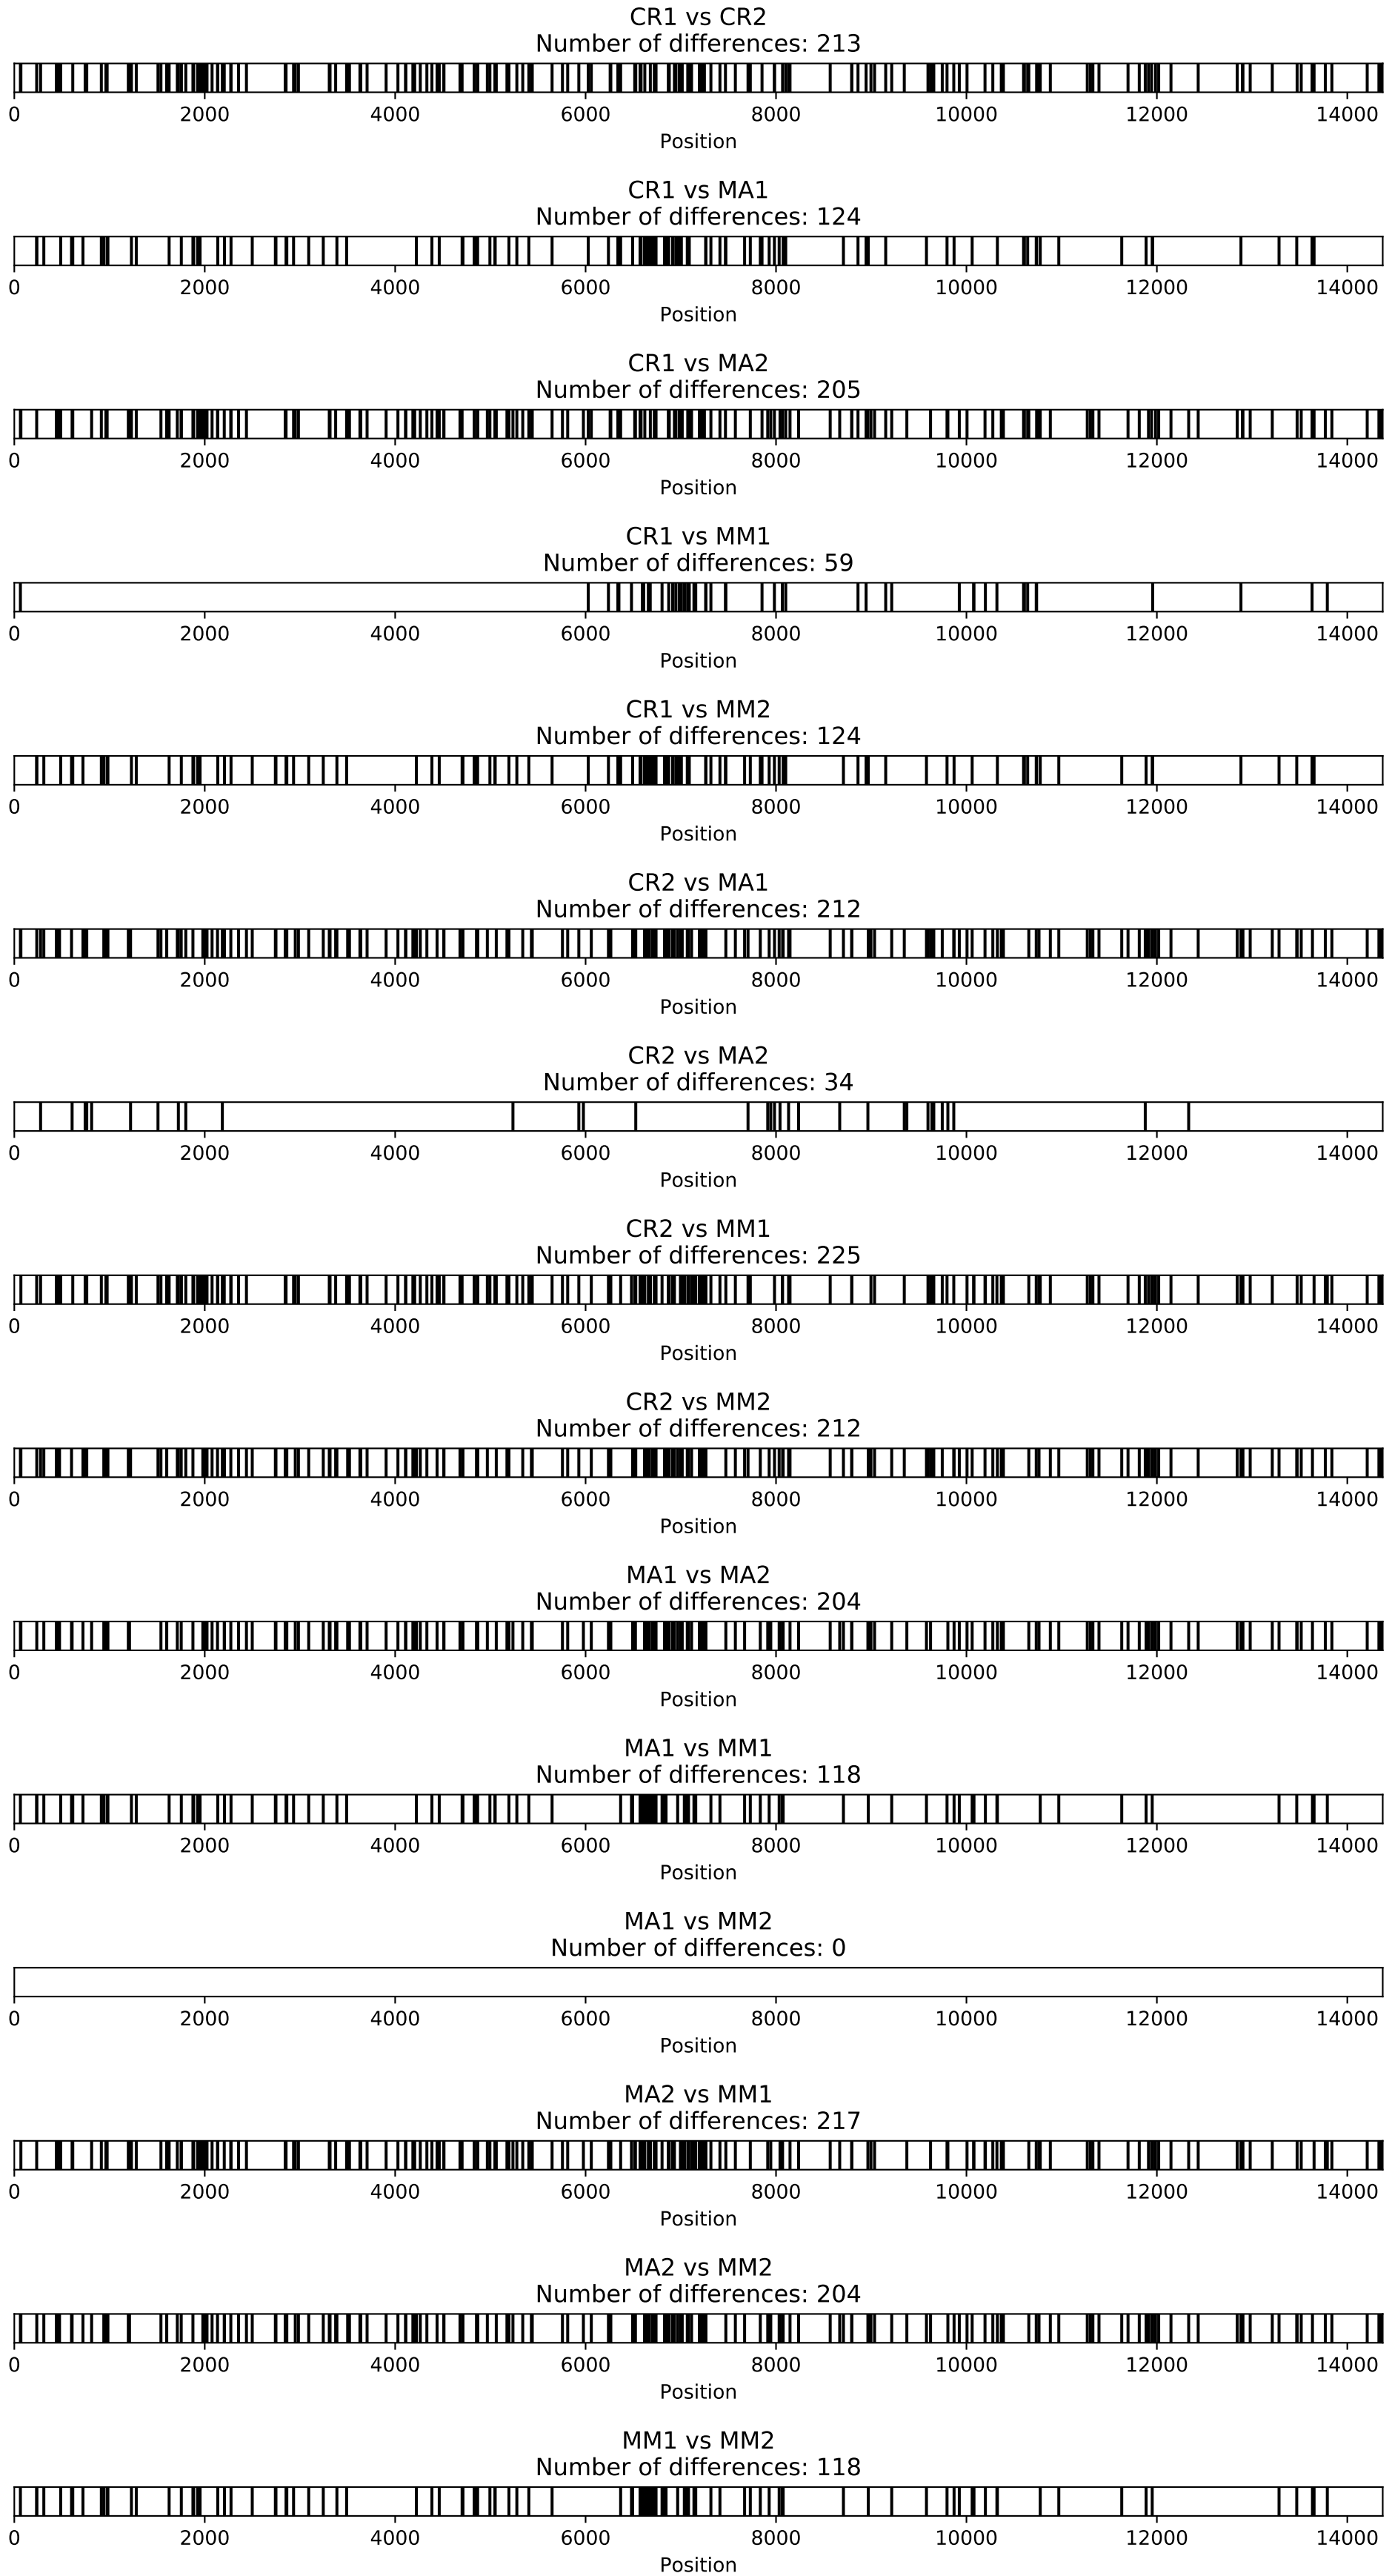 CR1 vs CR2
Number of differences: 213
0 2000 4000 6000 8000 10000 12000 14000
Position
CR1 vs MA1
Number of differences: 124
0 2000 4000 6000 8000 10000 12000 14000
Position
CR1 vs MA2
Number of differences: 205
0 2000 4000 6000 8000 10000 12000 14000
Position
CR1 vs MM1
Number of differences: 59
0 2000 4000 6000 8000 10000 12000 14000
Position
CR1 vs MM2
Number of differences: 124
0 2000 4000 6000 8000 10000 12000 14000
Position
CR2 vs MA1
Number of differences: 212
0 2000 4000 6000 8000 10000 12000 14000
Position
CR2 vs MA2
Number of differences: 34
0 2000 4000 6000 8000 10000 12000 14000
Position
CR2 vs MM1
Number of differences: 225
0 2000 4000 6000 8000 10000 12000 14000
Position
CR2 vs MM2
Number of differences: 212
0 2000 4000 6000 8000 10000 12000 14000
Position
MA1 vs MA2
Number of differences: 204
0 2000 4000 6000 8000 10000 12000 14000
Position
MA1 vs MM1
Number of differences: 118
0 2000 4000 6000 8000 10000 12000 14000
Position
MA1 vs MM2
Number of differences: 0
0 2000 4000 6000 8000 10000 12000 14000
Position
MA2 vs MM1
Number of differences: 217
0 2000 4000 6000 8000 10000 12000 14000
Position
MA2 vs MM2
Number of differences: 204
0 2000 4000 6000 8000 10000 12000 14000
Position
MM1 vs MM2
Number of differences: 118
0 2000 4000 6000 8000 10000 12000 14000
Position